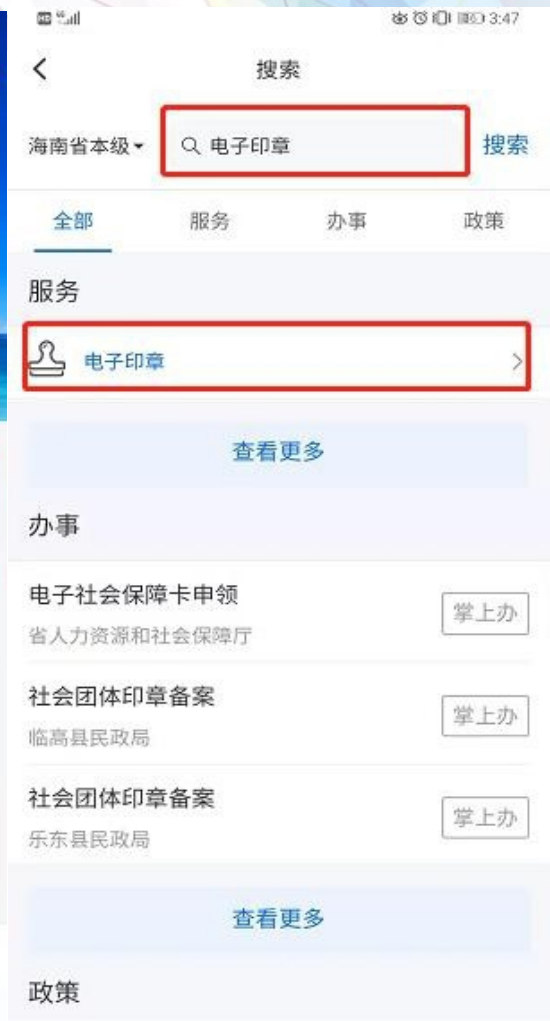 HD 3:47
搜索
海南省本级 电子印章 搜索
全部 服务 办事 政策
服务
电子印章
查看更多
办事
电子社会保障卡申领
省人力资源和社会保障厅
掌上办
社会团体印章备案
临高县民政局
掌上办
社会团体印章备案
乐东县民政局
掌上办
查看更多
政策